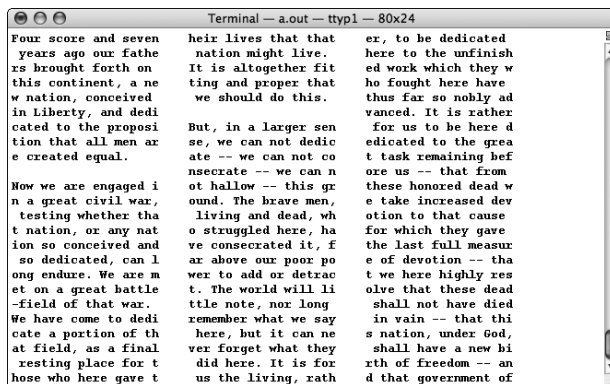 Terminal — a.out — ttyp1 — 80x24
Four score and seven
years ago our fathe
rs brought forth on
this continent, a ne
w nation, conceived
in Liberty, and dedi
cated to the proposi
tion that all men ar
e created equal.
Now we are engaged i
n a great civil war,
testing whether tha
t nation, or any nat
ion so conceived and
so dedicated, can l
ong endure. We are m
et on a great battle
-field of that war.
We have come to dedi
cate a portion of th
at field, as a final
resting place for t
hose who here gave t
heir lives that that
nation might live.
It is altogether fit
ting and proper that
we should do this.
But, in a larger sen
se, we can not dedic
ate -- we can not co
nsecrate -- we can n
ot hallow -- this gr
ound. The brave men,
living and dead, wh
o struggled here, ha
ve consecrated it, f
ar above our poor po
wer to add or detrac
t. The world will li
ttle note, nor long
remember what we say
here, but it can ne
ver forget what they
did here. It is for
us the living, rath
er, to be dedicated
here to the unfinish
ed work which they w
ho fought here have
thus far so nobly ad
vanced. It is rather
for us to be here d
edicated to the grea
t task remaining bef
ore us -- that from
these honored dead w
e take increased dev
otion to that cause
for which they gave
the last full measur
e of devotion -- tha
t we here highly res
olve that these dead
shall not have died
in vain -- that thi
s nation, under God,
shall have a new bi
rth of freedom -- an
d that government of